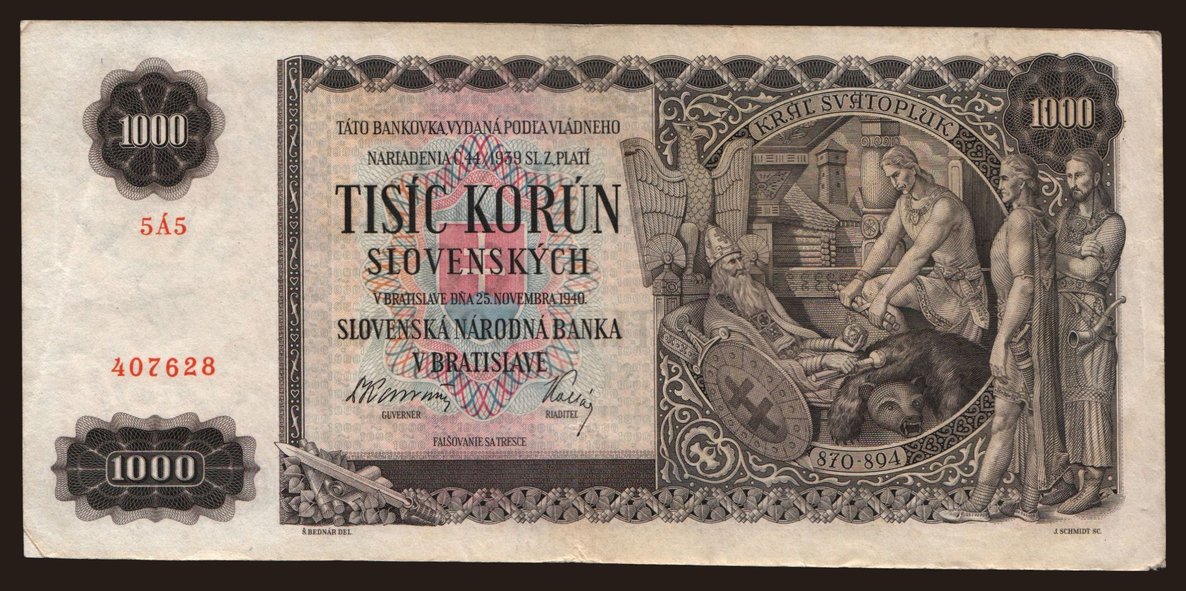 1000
5Á5
407628
1000
TÁTO BANKOVKA VYDANÁ PODĽA VLÁDNEHO
NARIADENIA Č. 44/1939 SL. Z. PLATÍ
TISÍC KORÚN
SLOVENSKÝCH
V BRATISLAVE DŇA 25. NOVEMBRA 1940.
SLOVENSKÁ NÁRODNÁ BANKA
V BRATISLAVE
GUVERNÉR
RIADITEĽ
FALŠOVANIE SA TRESCE
KRÁĽ SVÄTOPLUK
1000
870-894
Š. BEDNÁR DEL.
J. SCHMIDT SC.